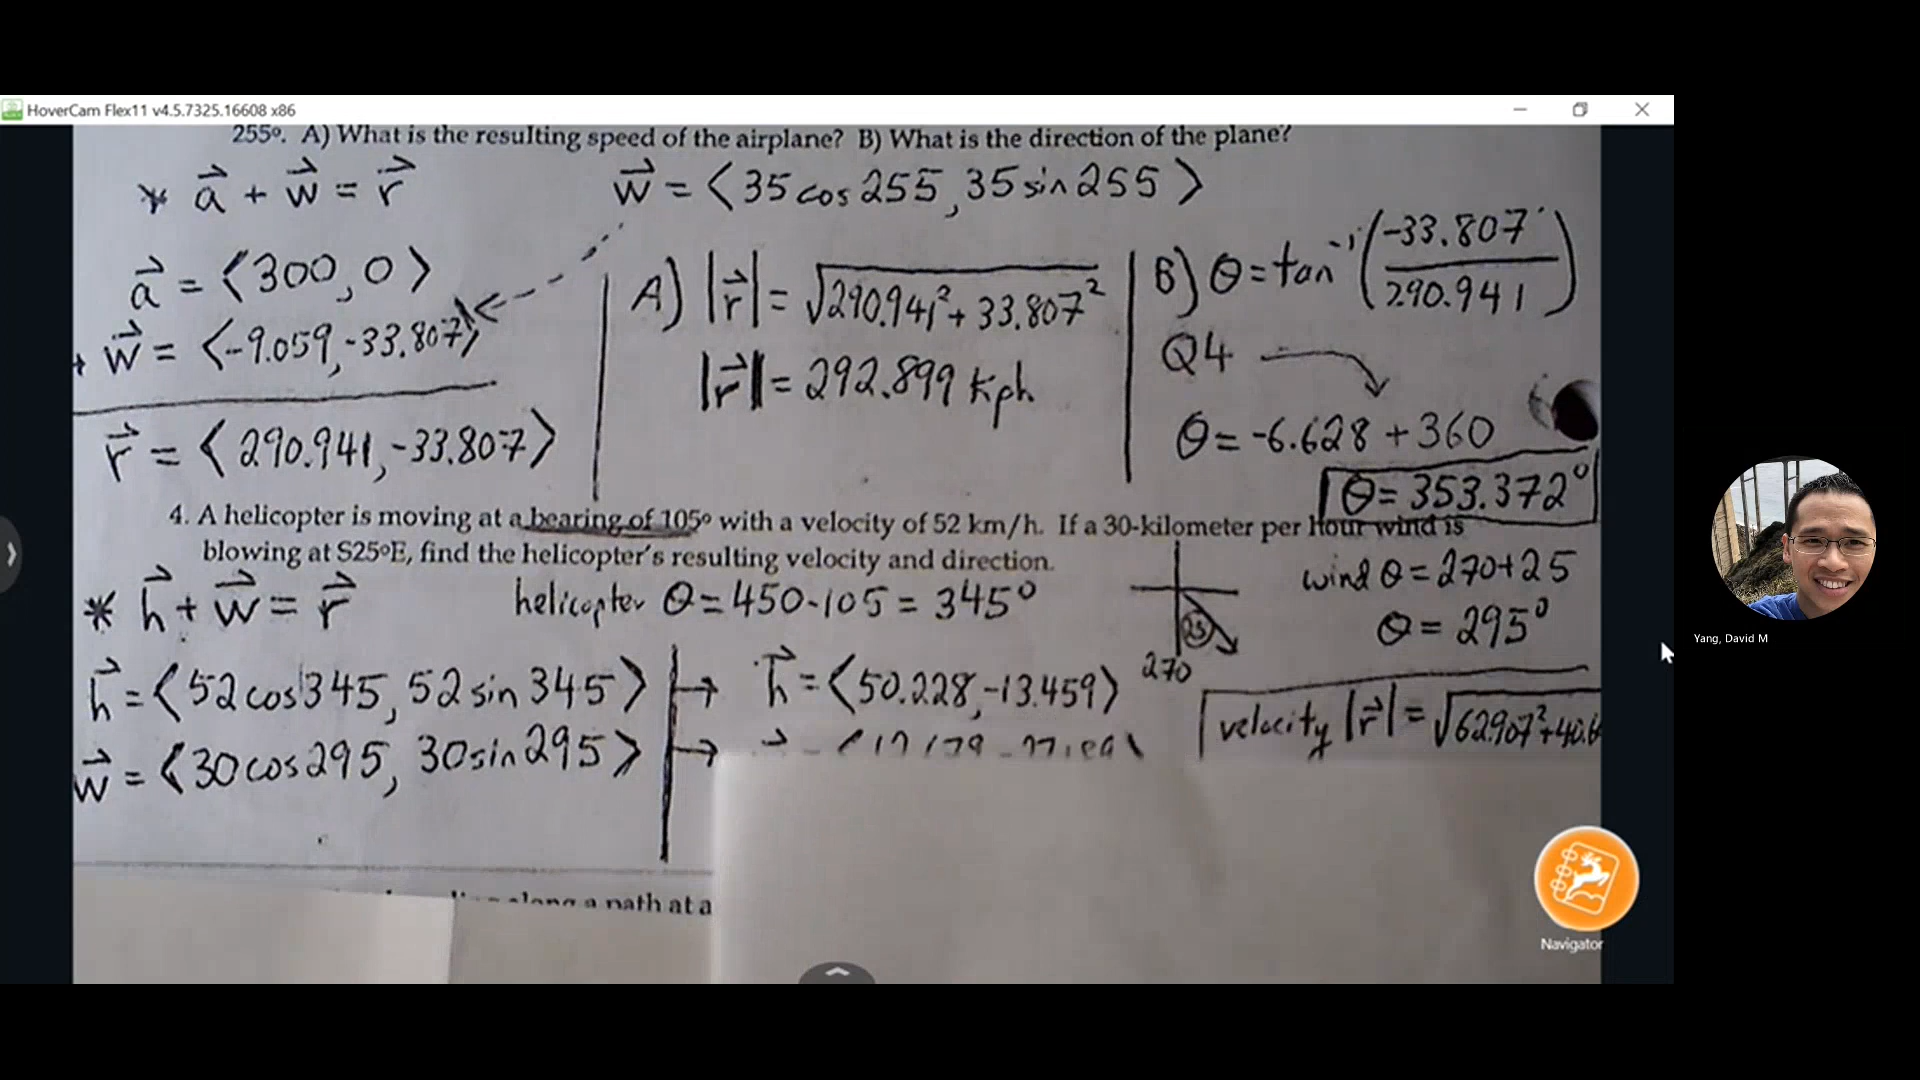 HoverCam Flex11 v4.5.7325.16608 x86
255°. A) What is the resulting speed of the airplane? B) What is the direction of the plane?
* a⃗ + w⃗ = r⃗
w⃗ = ⟨35 cos 255, 35 sin 255⟩
a⃗ = ⟨300, 0⟩
+ w⃗ = ⟨-9.059, -33.807⟩
r⃗ = ⟨290.941, -33.807⟩
A) |r⃗| = √290.941² + 33.807²
|r⃗| = 292.899 kph
B) θ = tan⁻¹(-33.807/290.941)
Q4
θ = -6.628 + 360
θ = 353.372°
4. A helicopter is moving at a bearing of 105° with a velocity of 52 km/h. If a 30-kilometer per hour wind is
blowing at S25°E, find the helicopter's resulting velocity and direction.
* h⃗ + w⃗ = r⃗
helicopter θ = 450-105 = 345°
25
270
wind θ = 270+25
θ = 295°
h⃗ = ⟨52 cos 345, 52 sin 345⟩
h⃗ = ⟨50.228, -13.459⟩
w⃗ = ⟨30 cos 295, 30 sin 295⟩
velocity |r⃗| = √62.907² + 40.6
a path at a
Navigator
Yang, David M